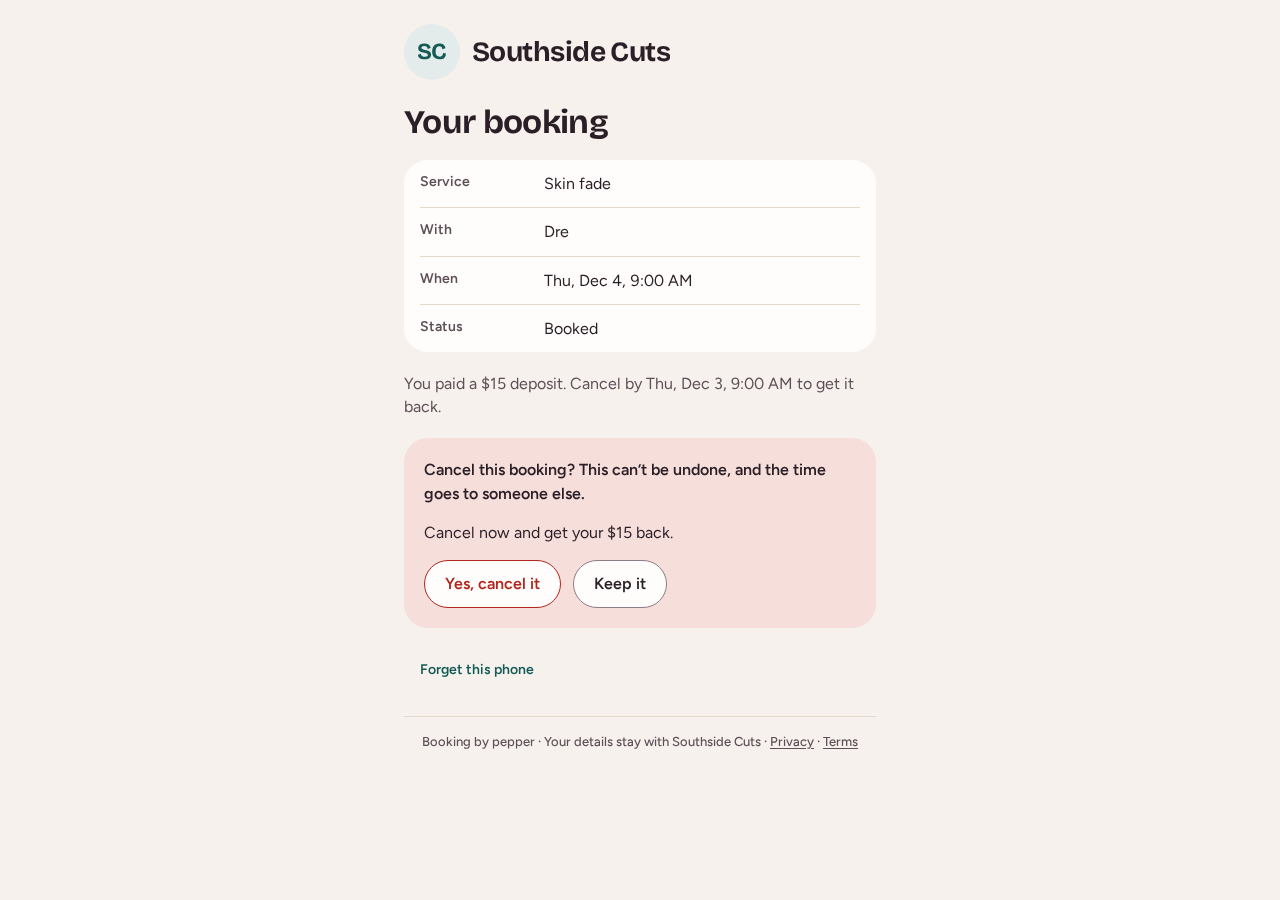 SC
Southside Cuts
Your booking
Service Skin fade
With Dre
When Thu, Dec 4, 9:00 AM
Status Booked
You paid a $15 deposit. Cancel by Thu, Dec 3, 9:00 AM to get it
back.
Cancel this booking? This can’t be undone, and the time
goes to someone else.
Cancel now and get your $15 back.
Yes, cancel it Keep it
Forget this phone
Booking by pepper · Your details stay with Southside Cuts · Privacy · Terms